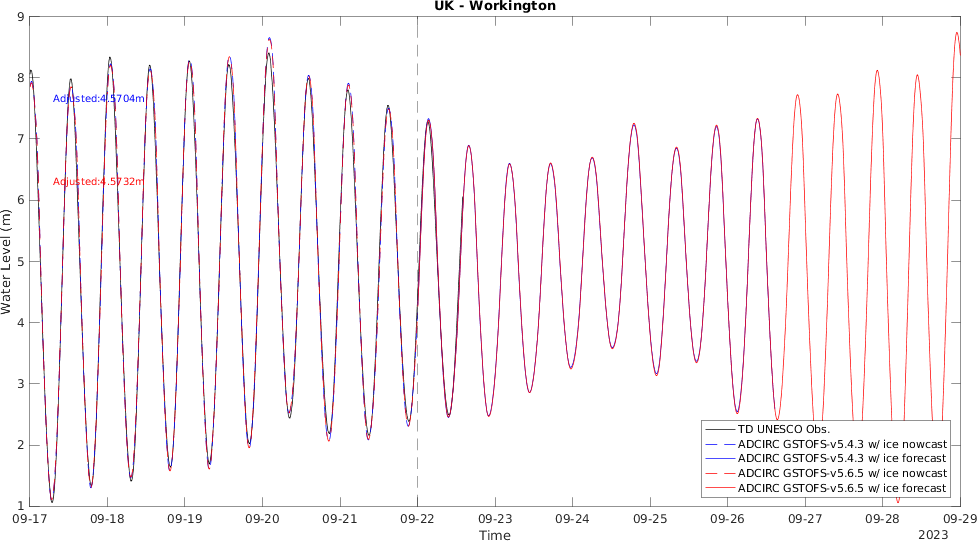 UK - Workington
9
8
7
6
5
4
3
2
1
Water Level (m)
Adjusted:4.5704m
Adjusted:4.5732m
TD UNESCO Obs.
ADCIRC GSTOFS-v5.4.3 w/ ice nowcast
ADCIRC GSTOFS-v5.4.3 w/ ice forecast
ADCIRC GSTOFS-v5.6.5 w/ ice nowcast
ADCIRC GSTOFS-v5.6.5 w/ ice forecast
09-17 09-18 09-19 09-20 09-21 09-22 09-23 09-24 09-25 09-26 09-27 09-28 09-29
Time
2023